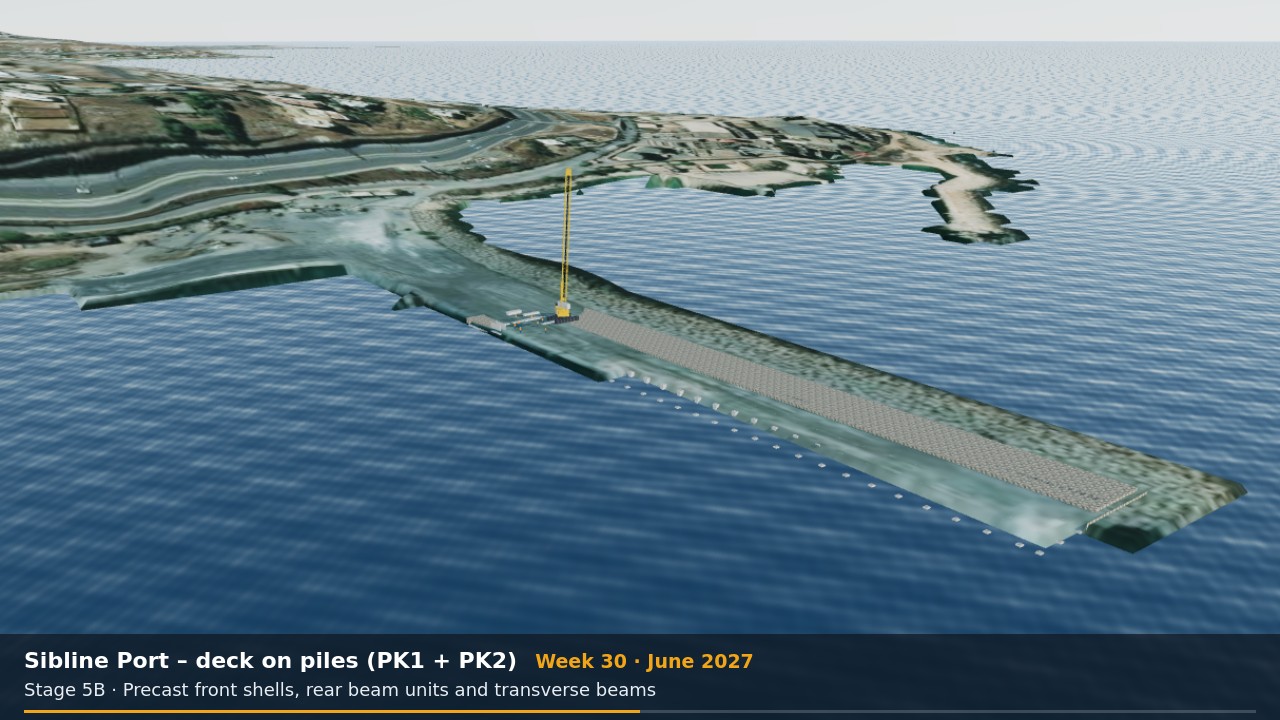 Sibline Port – deck on piles (PK1 + PK2) Week 30 · June 2027
Stage 5B · Precast front shells, rear beam units and transverse beams